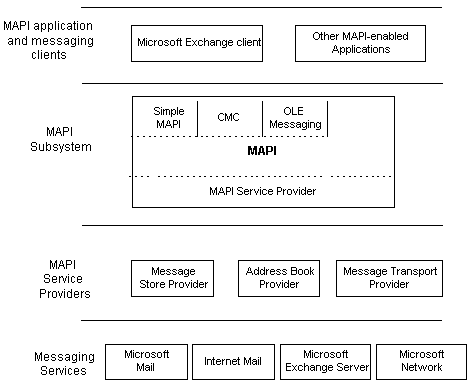 MAPI application
and messaging
clients
Microsoft Exchange client
Other MAPI-enabled
Applications
MAPI
Subsystem
Simple
MAPI
CMC
OLE
Messaging
MAPI
MAPI Service Provider
MAPI
Service
Providers
Message
Store Provider
Address Book
Provider
Message Transport
Provider
Messaging
Services
Microsoft
Mail
Internet Mail
Microsoft
Exchange Server
Microsoft
Network